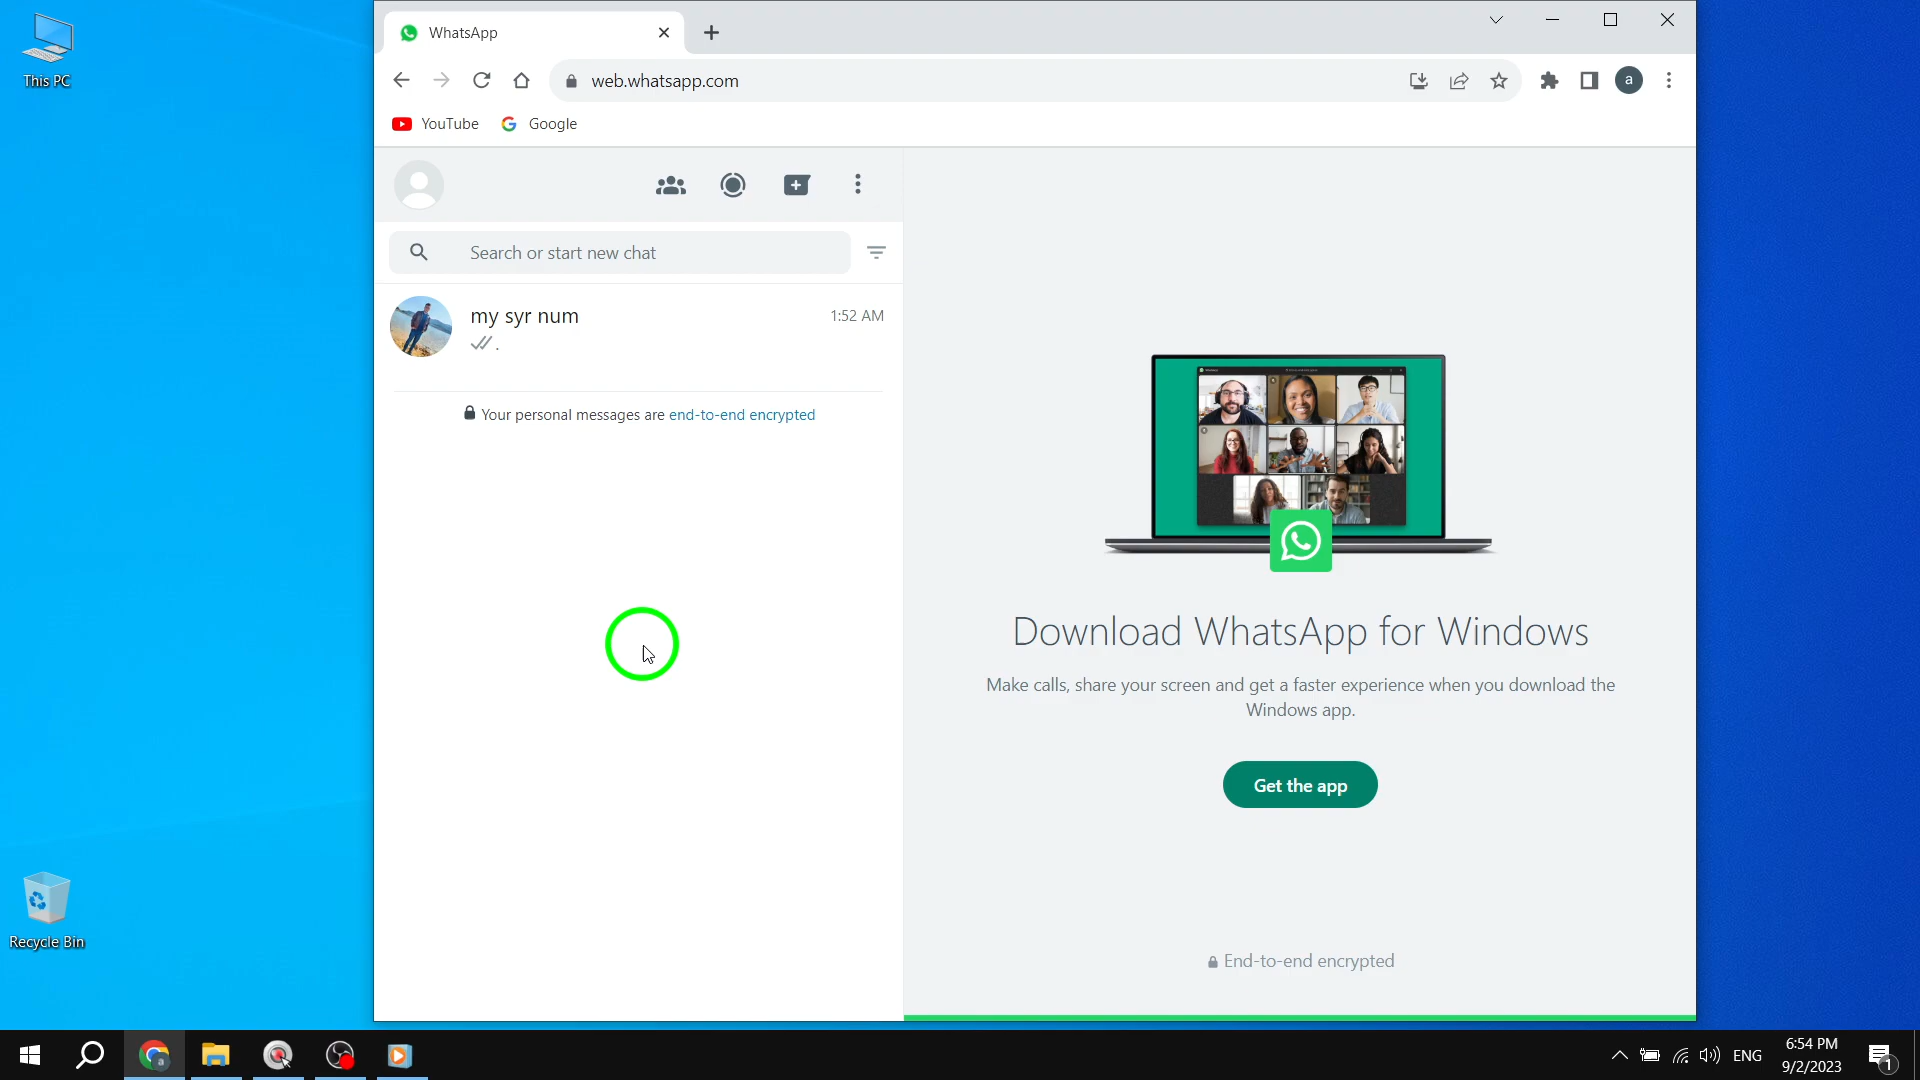 This PC
WhatsApp
web.whatsapp.com
a
YouTube
Google
Search or start new chat
my syr num
1:52 AM
.
Your personal messages are end-to-end encrypted
Download WhatsApp for Windows
Make calls, share your screen and get a faster experience when you download the
Windows app.
Get the app
End-to-end encrypted
Recycle Bin
a
ENG
6:54 PM
9/2/2023
1